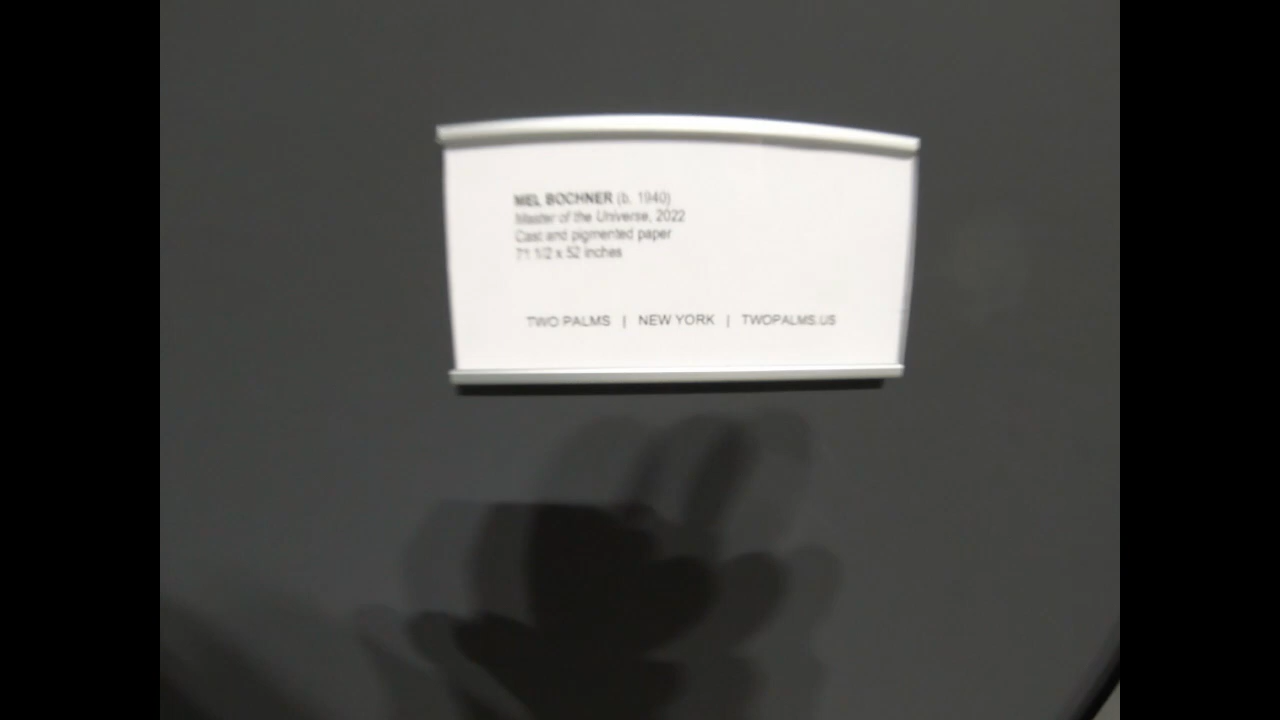 MEL BOCHNER (b. 1940)
Master of the Universe, 2022
Cast and pigmented paper
71 1/2 x 52 inches
TWO PALMS | NEW YORK | TWOPALMS.US